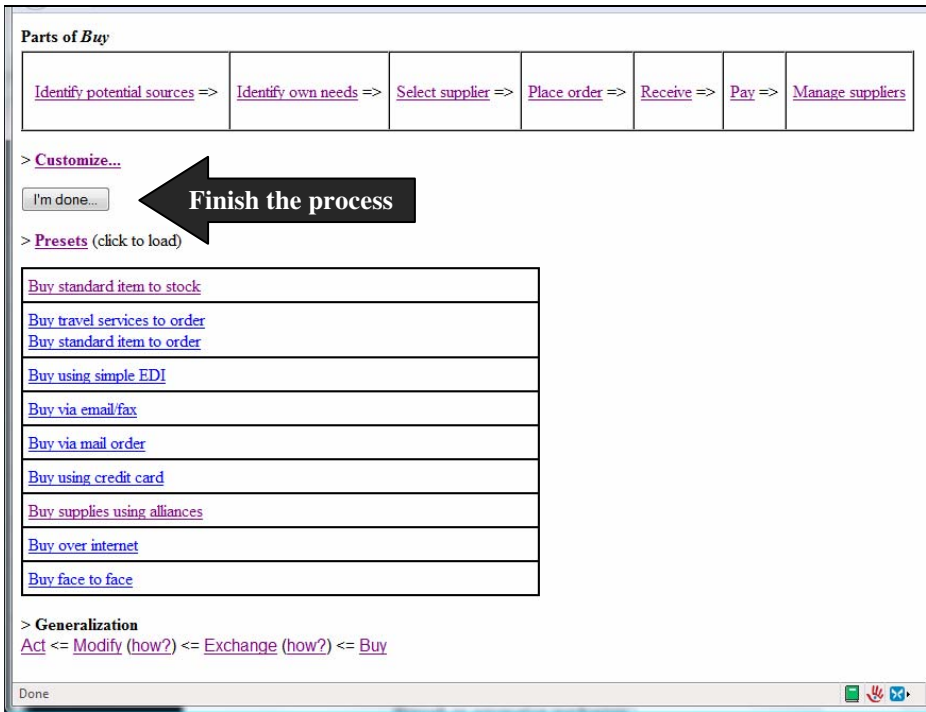 Parts of Buy
Identify potential sources => Identify own needs => Select supplier => Place order => Receive => Pay => Manage suppliers
> Customize...
I'm done...
Finish the process
> Presets (click to load)
Buy standard item to stock
Buy travel services to order
Buy standard item to order
Buy using simple EDI
Buy via email/fax
Buy via mail order
Buy using credit card
Buy supplies using alliances
Buy over internet
Buy face to face
> Generalization
Act <= Modify (how?) <= Exchange (how?) <= Buy
Done